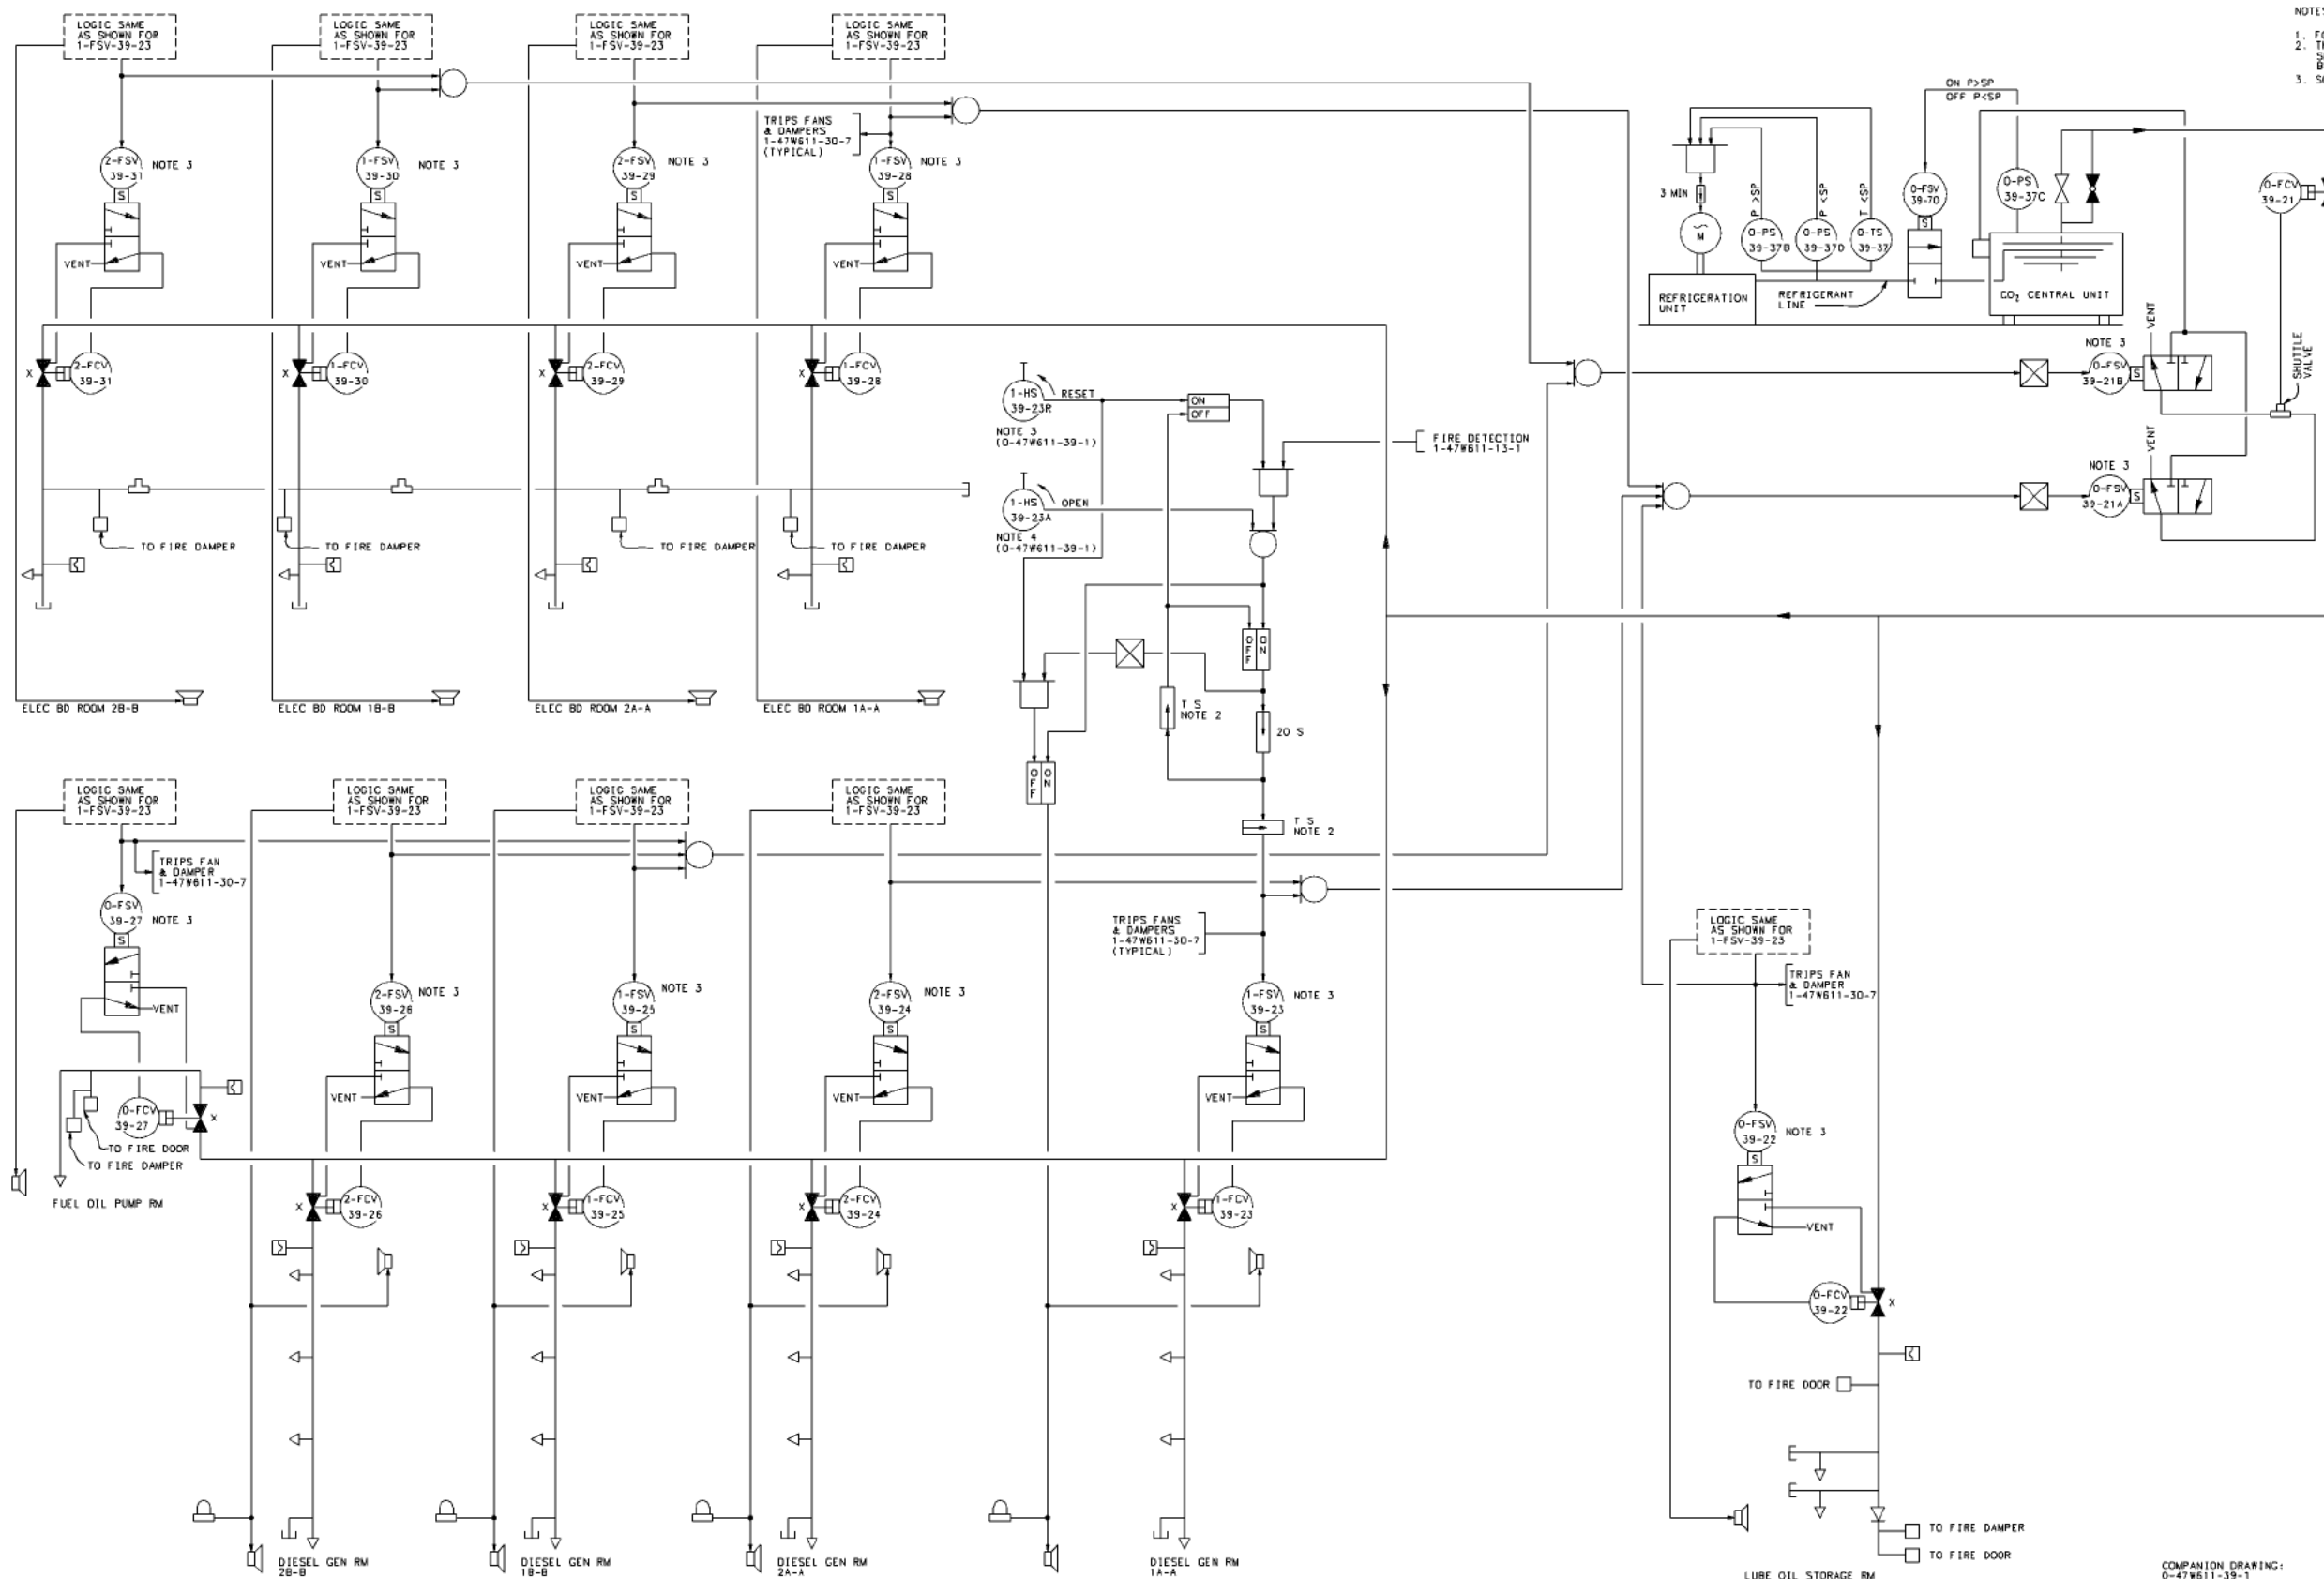 LOGIC SAME
AS SHOWN FOR
1-FSV-39-23
LOGIC SAME
AS SHOWN FOR
1-FSV-39-23
LOGIC SAME
AS SHOWN FOR
1-FSV-39-23
LOGIC SAME
AS SHOWN FOR
1-FSV-39-23
NOTES
1.
2.
3.
TRIPS FANS
& DAMPERS
1-47W611-30-7
(TYPICAL)
2-FSV
39-31
NOTE 3
S
VENT
1-FSV
39-30
NOTE 3
S
VENT
2-FSV
39-29
NOTE 3
S
VENT
1-FSV
39-28
NOTE 3
S
VENT
ON P>SP
OFF P<SP
3 MIN
M
P >SP
P <SP
T <SP
0-PS
39-37B
0-PS
39-37D
0-TS
39-37
0-FSV
39-70
S
0-PS
39-37C
0-FCV
39-21
REFRIGERATION
UNIT
REFRIGERANT
LINE
CO2 CENTRAL UNIT
VENT
NOTE 3
0-FSV
39-21B
S
SHUTTLE
VALVE
VENT
NOTE 3
0-FSV
39-21A
S
X
2-FCV
39-31
X
1-FCV
39-30
X
2-FCV
39-29
X
1-FCV
39-28
1-HS
39-23R
RESET
NOTE 3
(0-47W611-39-1)
ON
OFF
FIRE DETECTION
1-47W611-13-1
1-HS
39-23A
OPEN
NOTE 4
(0-47W611-39-1)
TO FIRE DAMPER
TO FIRE DAMPER
TO FIRE DAMPER
TO FIRE DAMPER
OFF
ON
T S
NOTE 2
20 S
OFF
ON
T S
NOTE 2
ELEC BD ROOM 2B-B
ELEC BD ROOM 1B-B
ELEC BD ROOM 2A-A
ELEC BD ROOM 1A-A
LOGIC SAME
AS SHOWN FOR
1-FSV-39-23
LOGIC SAME
AS SHOWN FOR
1-FSV-39-23
LOGIC SAME
AS SHOWN FOR
1-FSV-39-23
LOGIC SAME
AS SHOWN FOR
1-FSV-39-23
TRIPS FAN
& DAMPER
1-47W611-30-7
0-FSV
39-27
NOTE 3
S
VENT
TRIPS FANS
& DAMPERS
1-47W611-30-7
(TYPICAL)
LOGIC SAME
AS SHOWN FOR
1-FSV-39-23
TRIPS FAN
& DAMPER
1-47W611-30-7
2-FSV
39-26
NOTE 3
S
VENT
1-FSV
39-25
NOTE 3
S
VENT
2-FSV
39-24
NOTE 3
S
VENT
1-FSV
39-23
NOTE 3
S
VENT
0-FCV
39-27
X
TO FIRE DOOR
TO FIRE DAMPER
FUEL OIL PUMP RM
0-FSV
39-22
NOTE 3
S
VENT
X
2-FCV
39-26
X
1-FCV
39-25
X
2-FCV
39-24
X
1-FCV
39-23
0-FCV
39-22
X
TO FIRE DOOR
TO FIRE DAMPER
TO FIRE DOOR
DIESEL GEN RM
2B-B
DIESEL GEN RM
1B-B
DIESEL GEN RM
2A-A
DIESEL GEN RM
1A-A
LUBE OIL STORAGE RM
COMPANION DRAWING:
0-47W611-39-1